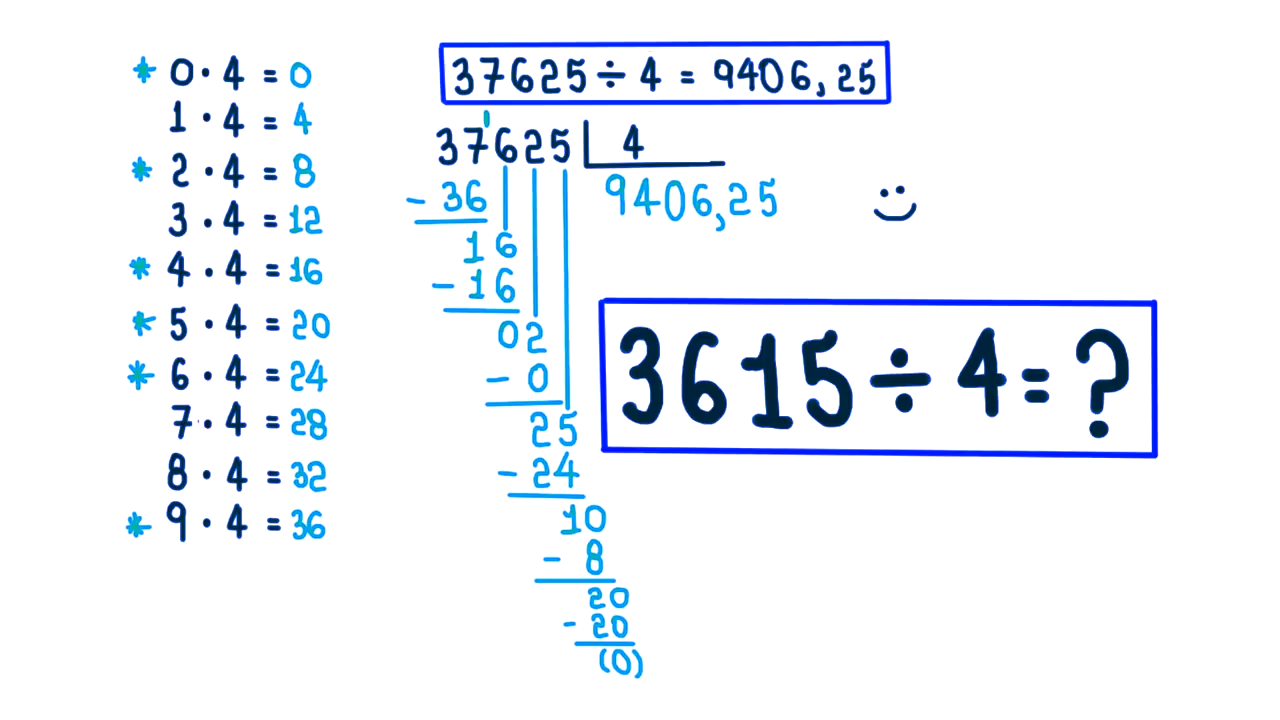 * 0 · 4 = 0
1 · 4 = 4
* 2 · 4 = 8
3 · 4 = 12
* 4 · 4 = 16
* 5 · 4 = 20
* 6 · 4 = 24
7 · 4 = 28
8 · 4 = 32
* 9 · 4 = 36
37625 ÷ 4 = 9406,25
37625 4
- 36 9406,25
16
- 16
02
- 0
25
- 24
10
- 8
20
- 20
(0)
3615 ÷ 4 = ?